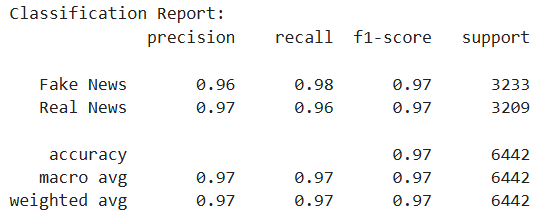 Classification Report:
              precision    recall  f1-score   support

   Fake News       0.96      0.98      0.97      3233
   Real News       0.97      0.96      0.97      3209

    accuracy                           0.97      6442
   macro avg       0.97      0.97      0.97      6442
weighted avg       0.97      0.97      0.97      6442